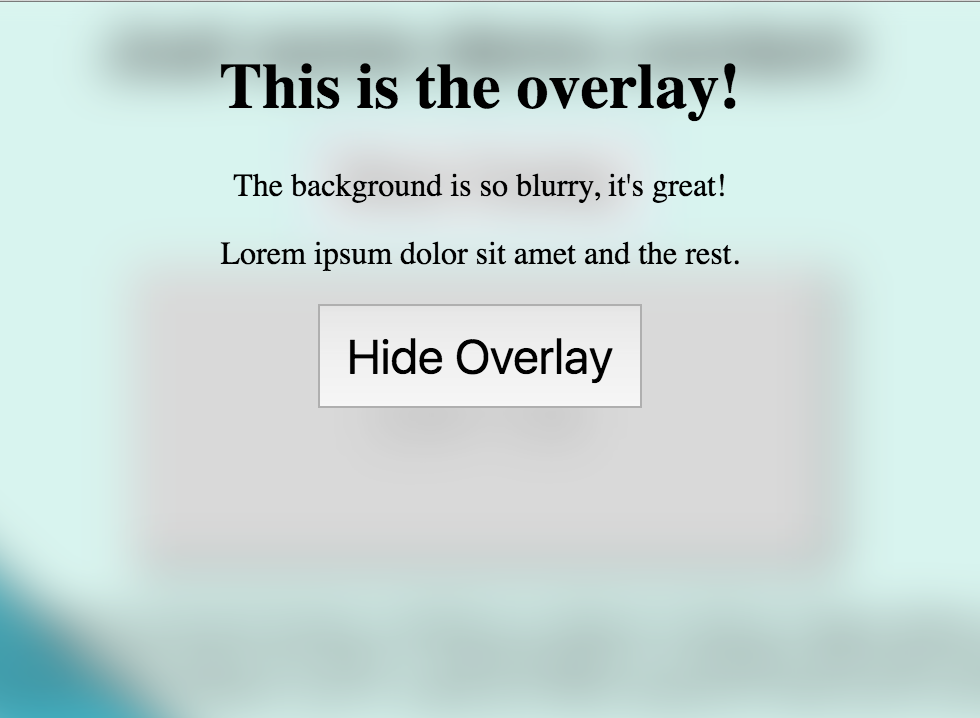 This is the overlay!
The background is so blurry, it's great!
Lorem ipsum dolor sit amet and the rest.
Hide Overlay